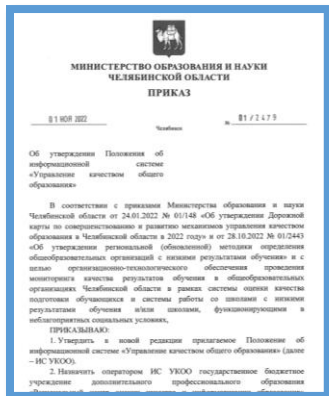 МИНИСТЕРСТВО ОБРАЗОВАНИЯ И НАУКИ
ЧЕЛЯБИНСКОЙ ОБЛАСТИ
ПРИКАЗ
01 НОЯ 2022
№ 01/2479
Челябинск
Об утверждении Положения об
информационной системе
«Управление качеством общего
образования»
В соответствии с приказами Министерства образования и науки
Челябинской области от 24.01.2022 № 01/148 «Об утверждении Дорожной
карты по совершенствованию и развитию механизмов управления качеством
образования в Челябинской области в 2022 году» и от 28.10.2022 № 01/2443
«Об утверждении региональной (обновленной) методики определения
общеобразовательных организаций с низкими результатами обучения» и с
целью организационно-технологического обеспечения проведения
мониторинга качества результатов обучения в общеобразовательных
организациях Челябинской области в рамках системы оценки качества
подготовки обучающихся и системы работы со школами с низкими
результатами обучения и/или школами, функционирующими в
неблагоприятных социальных условиях,
ПРИКАЗЫВАЮ:
1. Утвердить в новой редакции прилагаемое Положение об
информационной системе «Управление качеством общего образования» (далее
– ИС УКОО).
2. Назначить оператором ИС УКОО государственное бюджетное
учреждение дополнительного профессионального образования